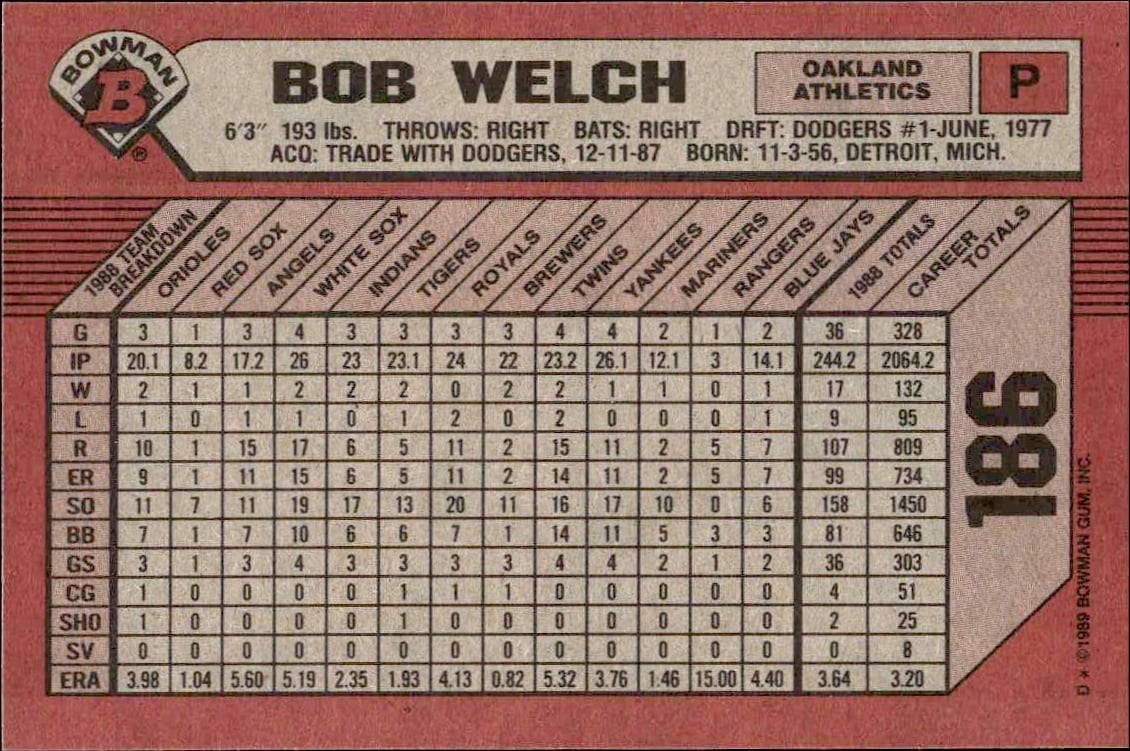 BOWMAN
B
BOB WELCH
OAKLAND
ATHLETICS
P
6'3" 193 lbs. THROWS: RIGHT BATS: RIGHT DRFT: DODGERS #1-JUNE, 1977
ACQ: TRADE WITH DODGERS, 12-11-87 BORN: 11-3-56, DETROIT, MICH.
1988 TEAM BREAKDOWN ORIOLES RED SOX ANGELS WHITE SOX INDIANS TIGERS ROYALS BREWERS TWINS YANKEES MARINERS RANGERS BLUE JAYS 1988 TOTALS CAREER TOTALS
G 3 1 3 4 3 3 3 3 4 4 2 1 2 36 328
IP 20.1 8.2 17.2 26 23 23.1 24 22 23.2 26.1 12.1 3 14.1 244.2 2064.2
W 2 1 1 2 2 2 0 2 2 1 1 0 1 17 132
L 1 0 1 1 0 1 2 0 2 0 0 0 1 9 95
R 10 1 15 17 6 5 11 2 15 11 2 5 7 107 809
ER 9 1 11 15 6 5 11 2 14 11 2 5 7 99 734
SO 11 7 11 19 17 13 20 11 16 17 10 0 6 158 1450
BB 7 1 7 10 6 6 7 1 14 11 5 3 3 81 646
GS 3 1 3 4 3 3 3 3 4 4 2 1 2 36 303
CG 1 0 0 0 0 1 1 1 0 0 0 0 0 4 51
SHO 1 0 0 0 0 1 0 0 0 0 0 0 0 2 25
SV 0 0 0 0 0 0 0 0 0 0 0 0 0 0 8
ERA 3.98 1.04 5.60 5.19 2.35 1.93 4.13 0.82 5.32 3.76 1.46 15.00 4.40 3.64 3.20
186
D * ©1989 BOWMAN GUM, INC.